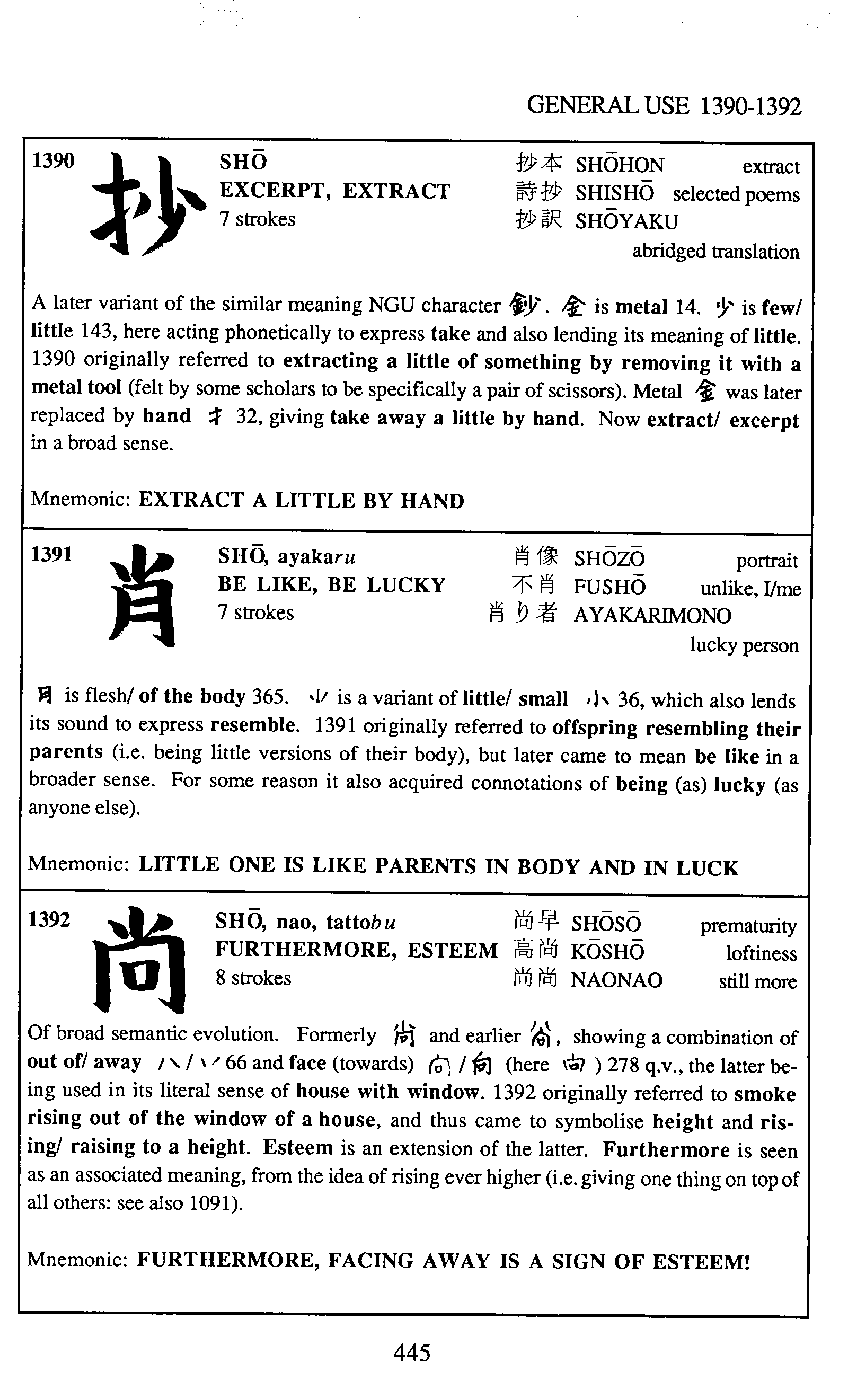 GENERAL USE 1390-1392
1390 抄 SHŌ 抄本 SHŌHON extract
EXCERPT, EXTRACT 詩抄 SHISHŌ selected poems
7 strokes 抄訳 SHŌYAKU
abridged translation
A later variant of the similar meaning NGU character 鈔. 金 is metal 14. 少 is few/
little 143, here acting phonetically to express take and also lending its meaning of little.
1390 originally referred to extracting a little of something by removing it with a
metal tool (felt by some scholars to be specifically a pair of scissors). Metal 金 was later
replaced by hand 扌 32, giving take away a little by hand. Now extract/ excerpt
in a broad sense.
Mnemonic: EXTRACT A LITTLE BY HAND
1391 肖 SHŌ, ayakaru 肖像 SHŌZŌ portrait
BE LIKE, BE LUCKY 不肖 FUSHŌ unlike, I/me
7 strokes 肖り者 AYAKARIMONO
lucky person
月 is flesh/ of the body 365. ⺌ is a variant of little/ small 小 36, which also lends
its sound to express resemble. 1391 originally referred to offspring resembling their
parents (i.e. being little versions of their body), but later came to mean be like in a
broader sense. For some reason it also acquired connotations of being (as) lucky (as
anyone else).
Mnemonic: LITTLE ONE IS LIKE PARENTS IN BODY AND IN LUCK
1392 尚 SHŌ, nao, tattobu 尚早 SHŌSŌ prematurity
FURTHERMORE, ESTEEM 高尚 KŌSHŌ loftiness
8 strokes 尚尚 NAONAO still more
Of broad semantic evolution. Formerly 尙 and earlier , showing a combination of
out of/ away 八 / ソ 66 and face (towards) / 向 (here ) 278 q.v., the latter be-
ing used in its literal sense of house with window. 1392 originally referred to smoke
rising out of the window of a house, and thus came to symbolise height and ris-
ing/ raising to a height. Esteem is an extension of the latter. Furthermore is seen
as an associated meaning, from the idea of rising ever higher (i.e. giving one thing on top of
all others: see also 1091).
Mnemonic: FURTHERMORE, FACING AWAY IS A SIGN OF ESTEEM!
445